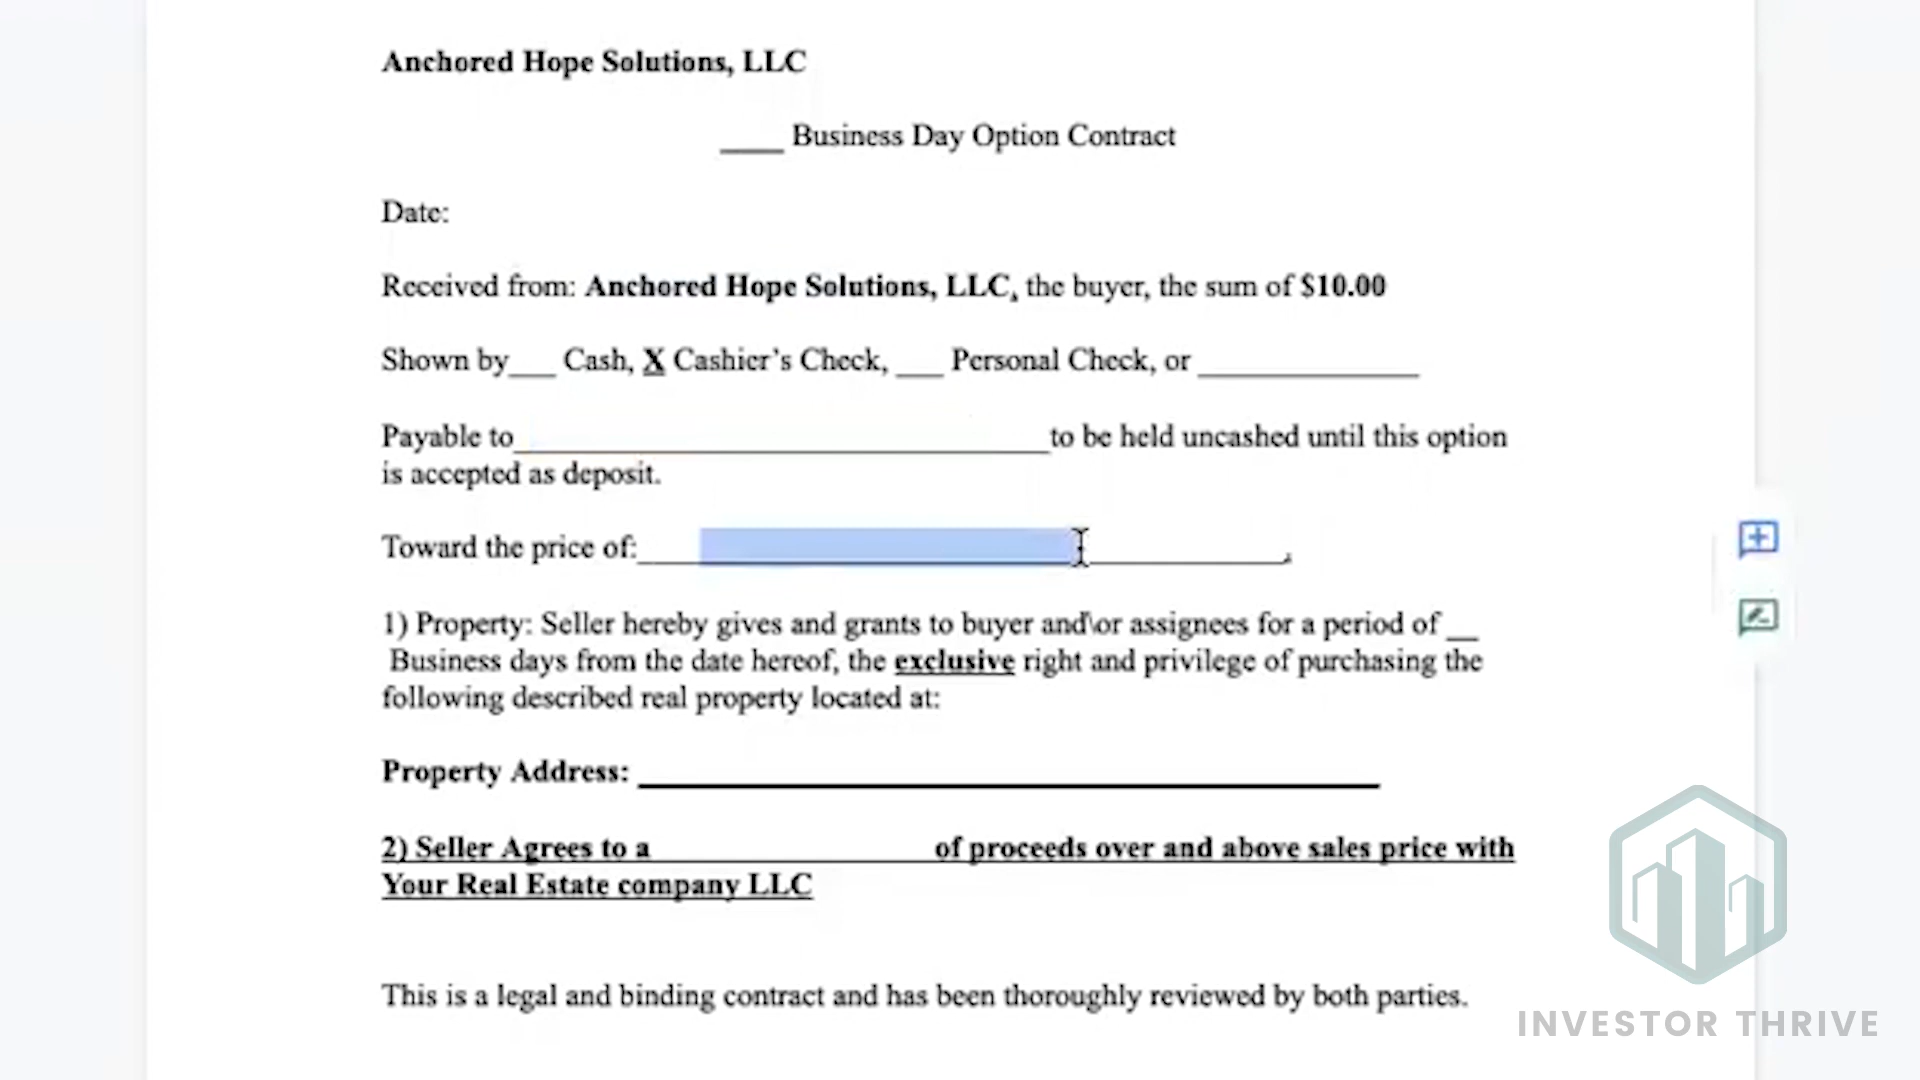 Anchored Hope Solutions, LLC
____ Business Day Option Contract
Date:
Received from: Anchored Hope Solutions, LLC, the buyer, the sum of $10.00
Shown by___ Cash, X Cashier's Check, ___ Personal Check, or ______________
Payable to__________________________________to be held uncashed until this option
is accepted as deposit.
Toward the price of:_________________________________________.
1) Property: Seller hereby gives and grants to buyer and\or assignees for a period of __
Business days from the date hereof, the exclusive right and privilege of purchasing the
following described real property located at:
Property Address: _______________________________________________
2) Seller Agrees to a __________________ of proceeds over and above sales price with
Your Real Estate company LLC
This is a legal and binding contract and has been thoroughly reviewed by both parties.
INVESTOR THRIVE